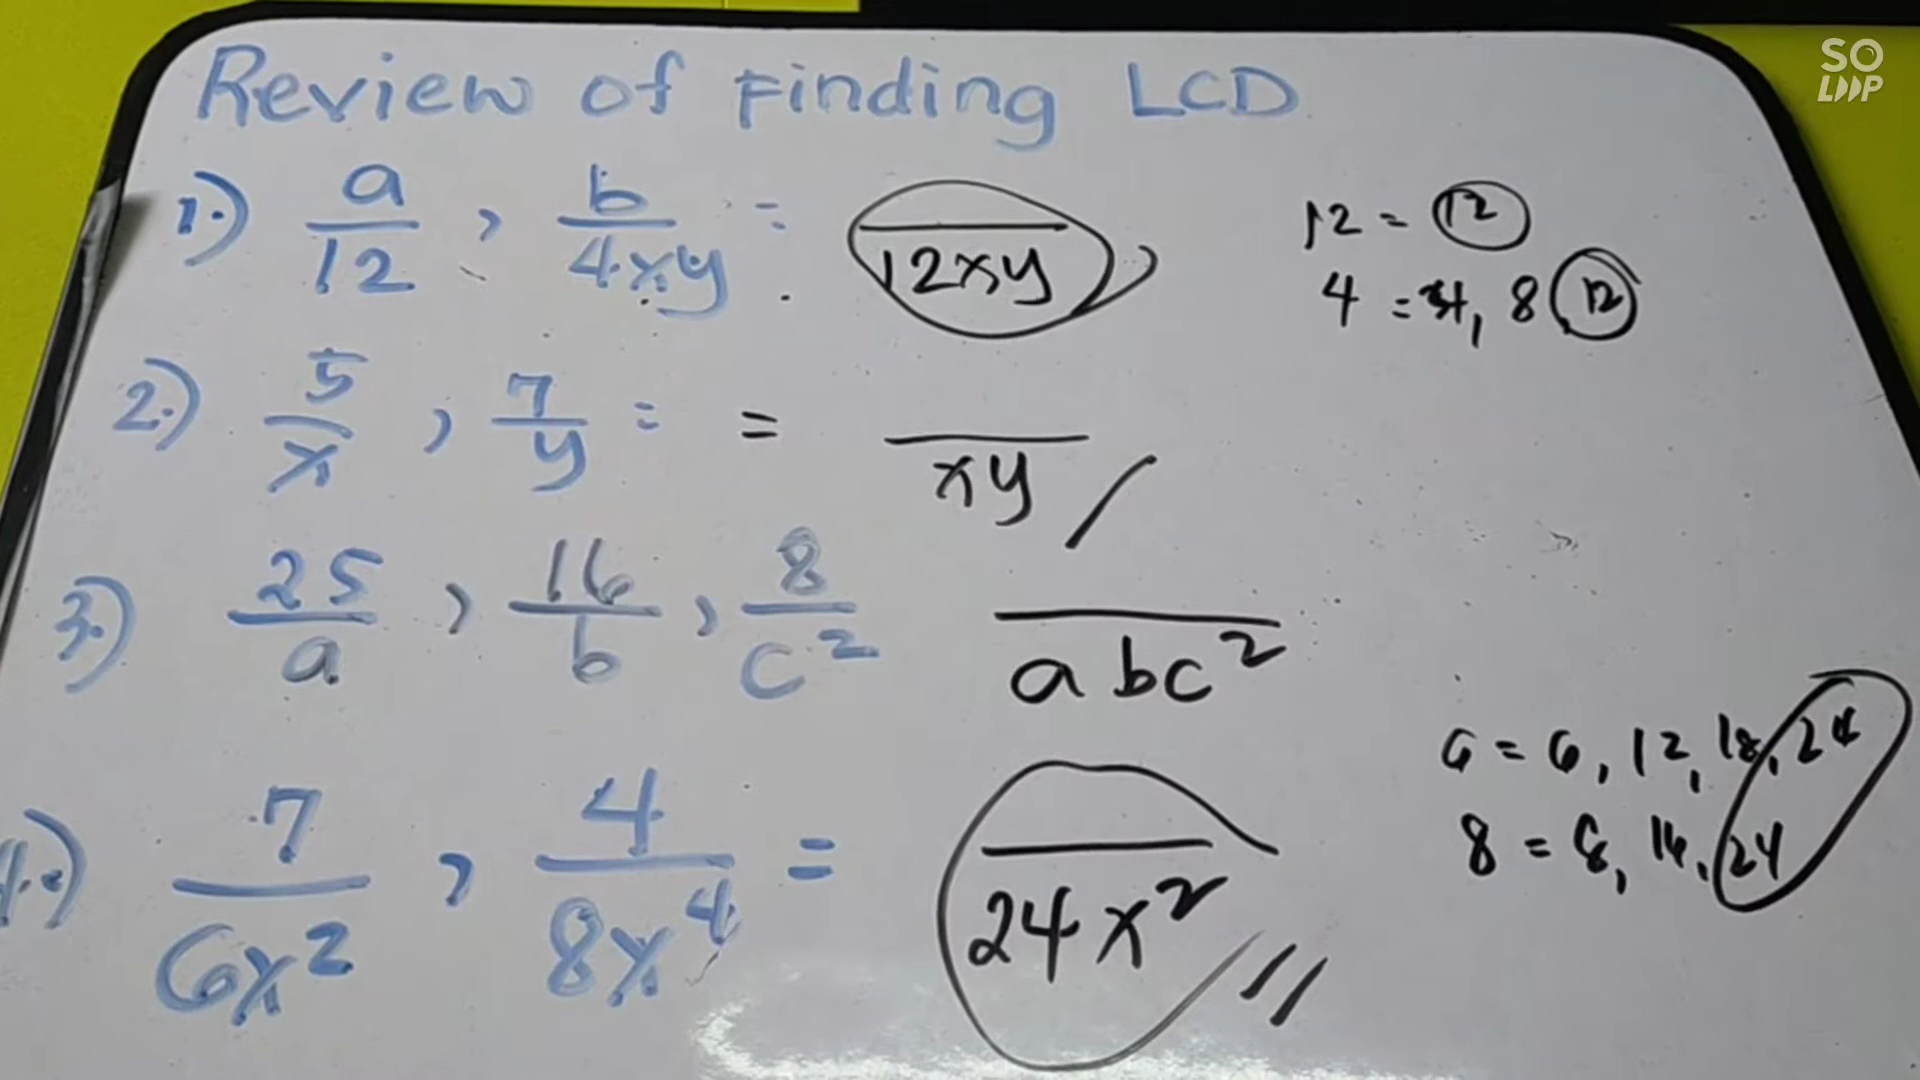 Review of Finding LCD
SO
LOOP
1.) a/12 , b/4xy = /12xy
12 = 12
4 = 4, 8, 12
2.) 5/x , 7/y = = /xy
3.) 25/a , 16/b , 8/c² /abc²
4.) 7/6x² , 4/8x⁴ = /24x²
6 = 6, 12, 18, 24
8 = 8, 16, 24